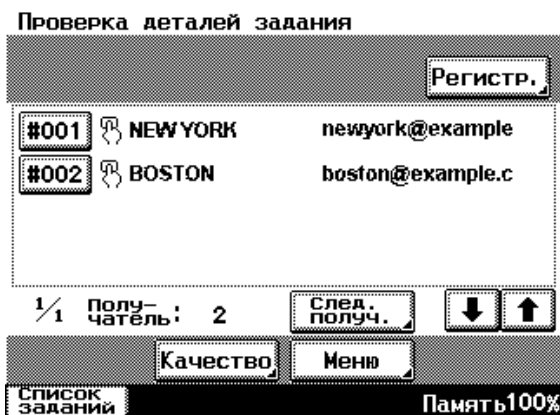 Проверка деталей задания
Регистр.
#001 NEW YORK newyork@example
#002 BOSTON boston@example.c
1/1 Полу-чатель: 2 След. получ.
Качество Меню
Список заданий Память100%